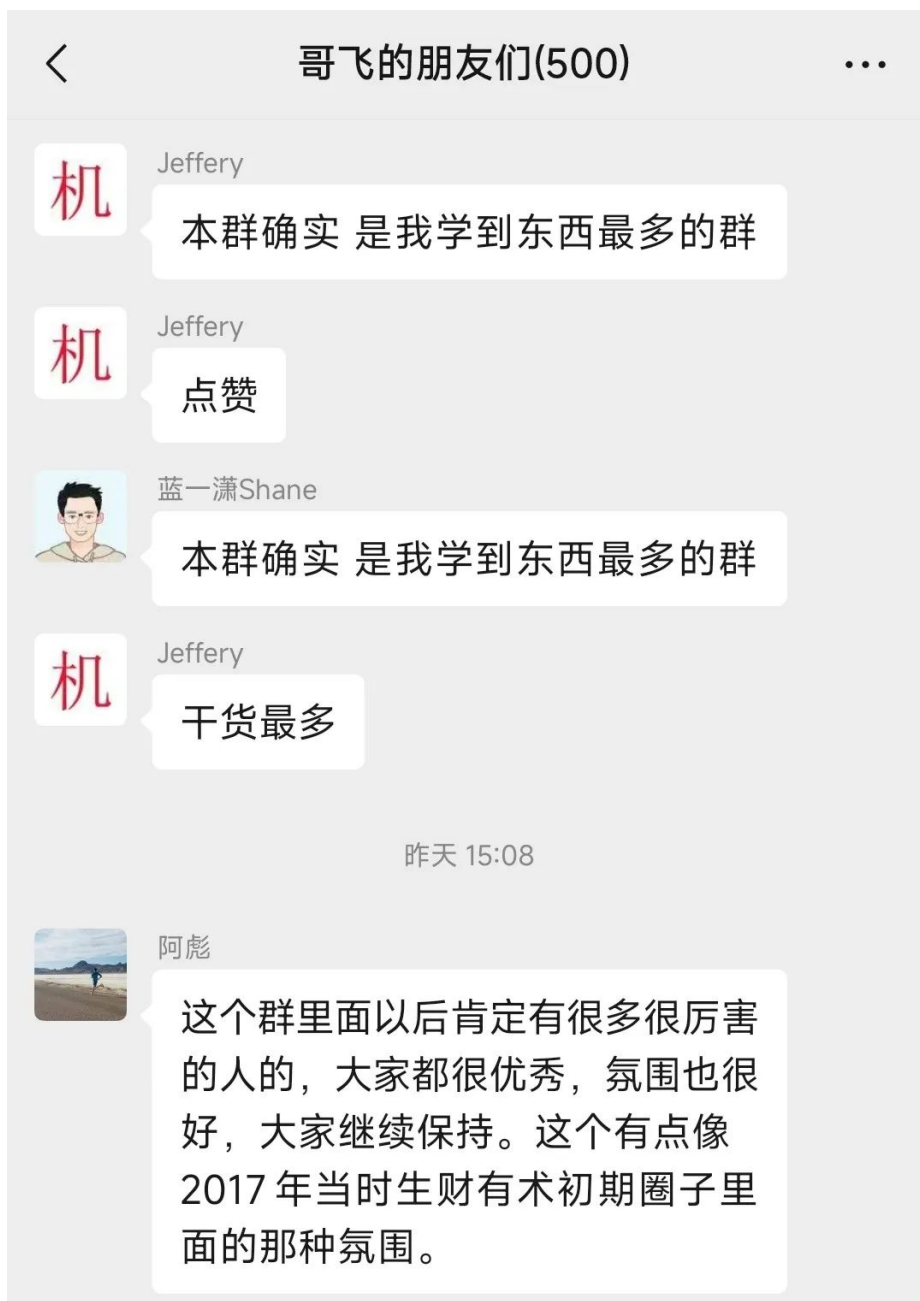 哥飞的朋友们(500)
机
Jeffery
本群确实 是我学到东西最多的群
机
Jeffery
点赞
蓝一潇Shane
本群确实 是我学到东西最多的群
机
Jeffery
干货最多
昨天 15:08
阿彪
这个群里面以后肯定有很多很厉害
的人的，大家都很优秀，氛围也很
好，大家继续保持。这个有点像
2017 年当时生财有术初期圈子里
面的那种氛围。